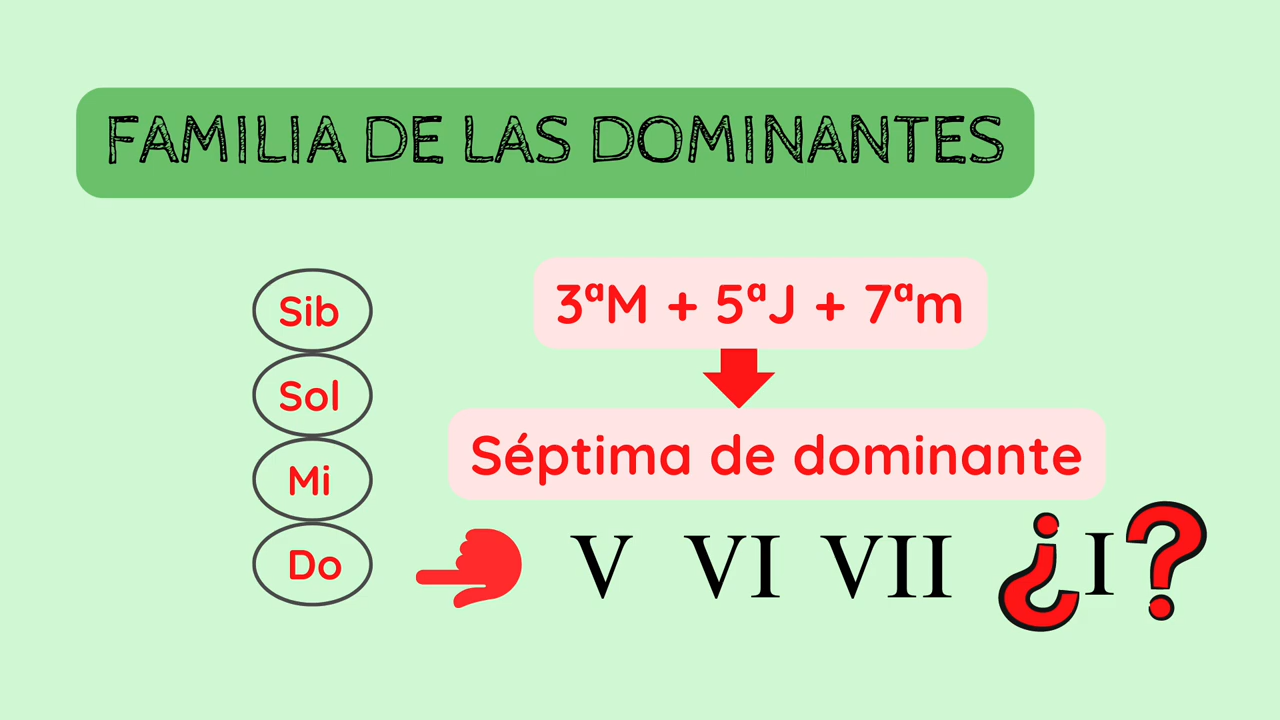 FAMILIA DE LAS DOMINANTES
Sib
Sol
Mi
Do
3ªM + 5ªJ + 7ªm
Séptima de dominante
V VI VII ¿I?